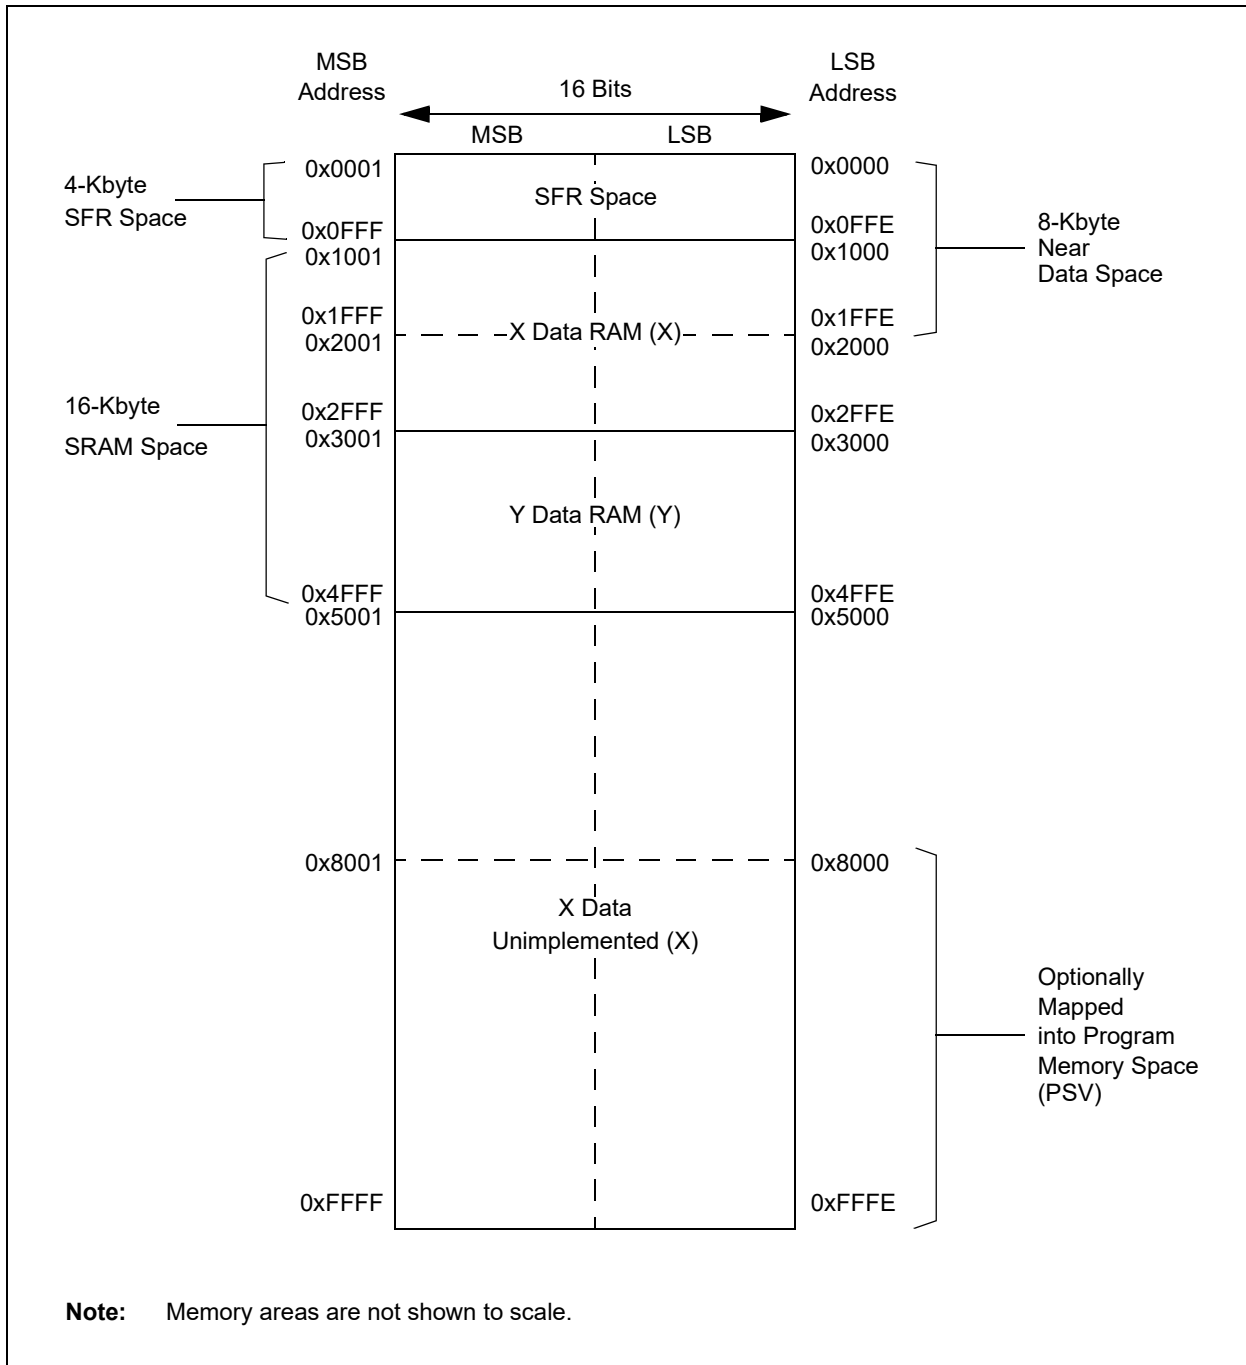 MSB
Address
LSB
Address
16 Bits
MSB
LSB
0x0001
0x0000
4-Kbyte
SFR Space
SFR Space
0x0FFF
0x0FFE
0x1001
0x1000
8-Kbyte
Near
Data Space
0x1FFF
0x1FFE
X Data RAM (X)
0x2001
0x2000
16-Kbyte
SRAM Space
0x2FFF
0x2FFE
0x3001
0x3000
Y Data RAM (Y)
0x4FFF
0x4FFE
0x5001
0x5000
0x8001
0x8000
X Data
Unimplemented (X)
Optionally
Mapped
into Program
Memory Space
(PSV)
0xFFFF
0xFFFE
Note: Memory areas are not shown to scale.